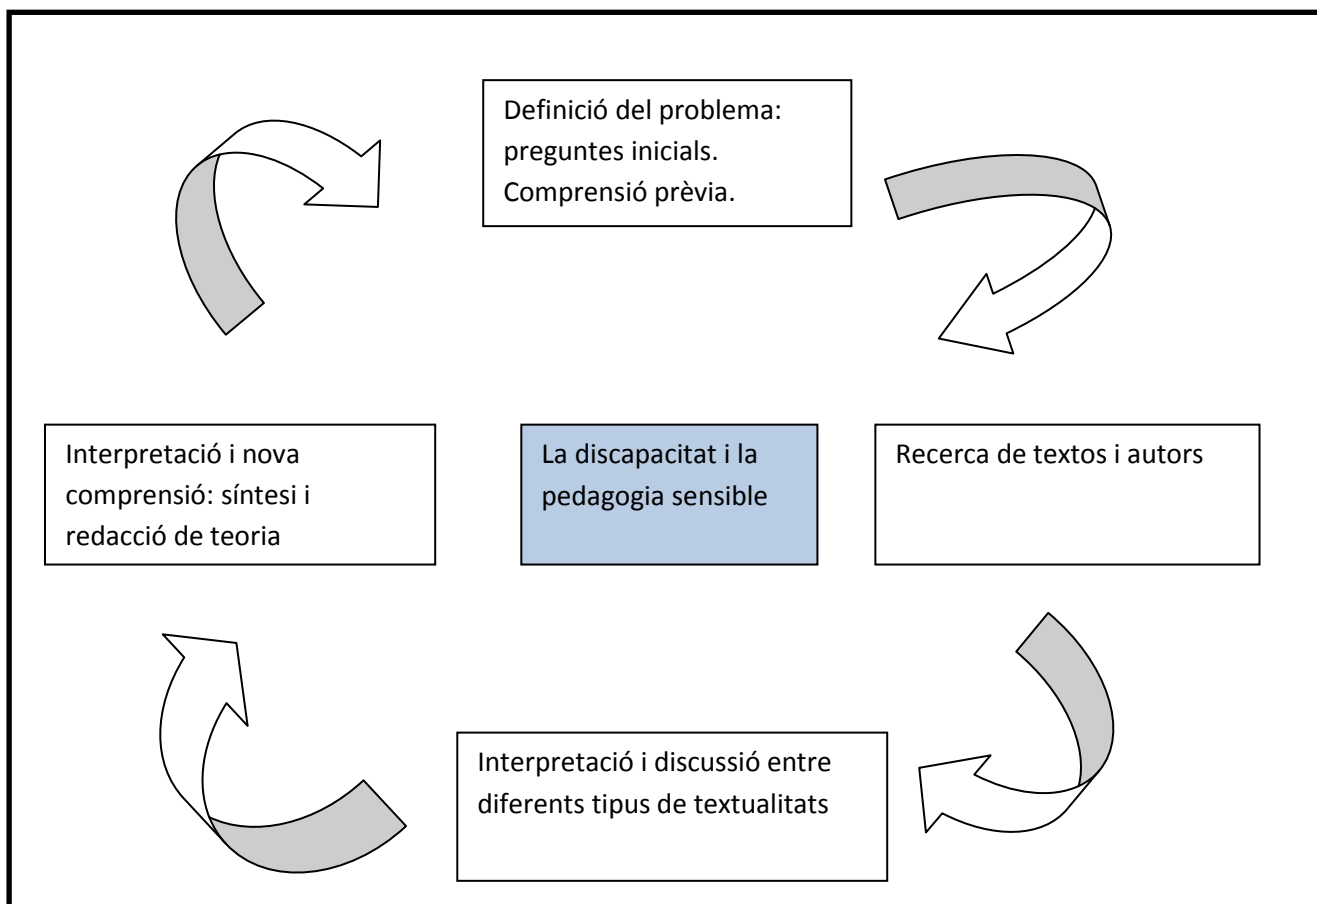 Definició del problema:
preguntes inicials.
Comprensió prèvia.
Interpretació i nova
comprensió: síntesi i
redacció de teoria
La discapacitat i la
pedagogia sensible
Recerca de textos i autors
Interpretació i discussió entre
diferents tipus de textualitats